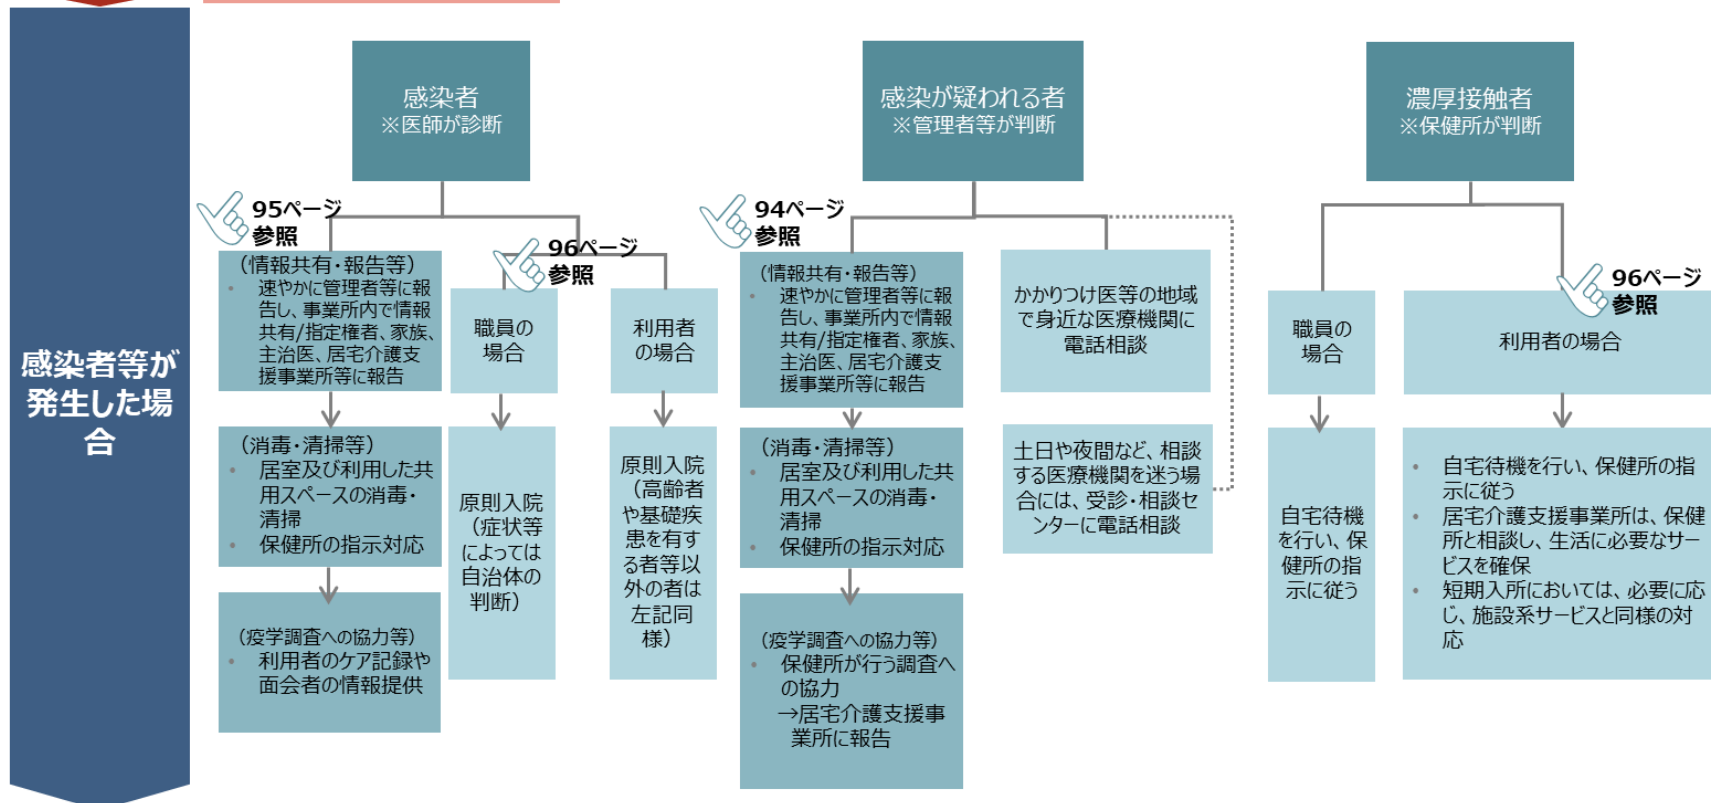 感染者等が
発生した場
合
感染者
※医師が診断
95ページ
参照
(情報共有・報告等)
• 速やかに管理者等に報
告し、事業所内で情報
共有/指定権者、家族、
主治医、居宅介護支
援事業所等に報告
(消毒・清掃等)
• 居室及び利用した共
用スペースの消毒・
清掃
• 保健所の指示対応
(疫学調査への協力等)
• 利用者のケア記録や
面会者の情報提供
96ページ
参照
職員の
場合
原則入院
(症状等
によっては
自治体の
判断)
利用者
の場合
原則入院
(高齢者
や基礎疾
患を有す
る者等以
外の者は
左記同
様)
感染が疑われる者
※管理者等が判断
94ページ
参照
(情報共有・報告等)
• 速やかに管理者等に報
告し、事業所内で情報
共有/指定権者、家族、
主治医、居宅介護支
援事業所等に報告
(消毒・清掃等)
• 居室及び利用した共
用スペースの消毒・
清掃
• 保健所の指示対応
(疫学調査への協力等)
• 保健所が行う調査へ
の協力
→居宅介護支援事
業所に報告
かかりつけ医等の地域
で身近な医療機関に
電話相談
土日や夜間など、相談
する医療機関を迷う場
合には、受診・相談セ
ンターに電話相談
濃厚接触者
※保健所が判断
職員の
場合
自宅待機
を行い、保
健所の指
示に従う
96ページ
参照
利用者の場合
• 自宅待機を行い、保健所の指
示に従う
• 居宅介護支援事業所は、保健
所と相談し、生活に必要なサー
ビスを確保
• 短期入所においては、必要に応
じ、施設系サービスと同様の対
応